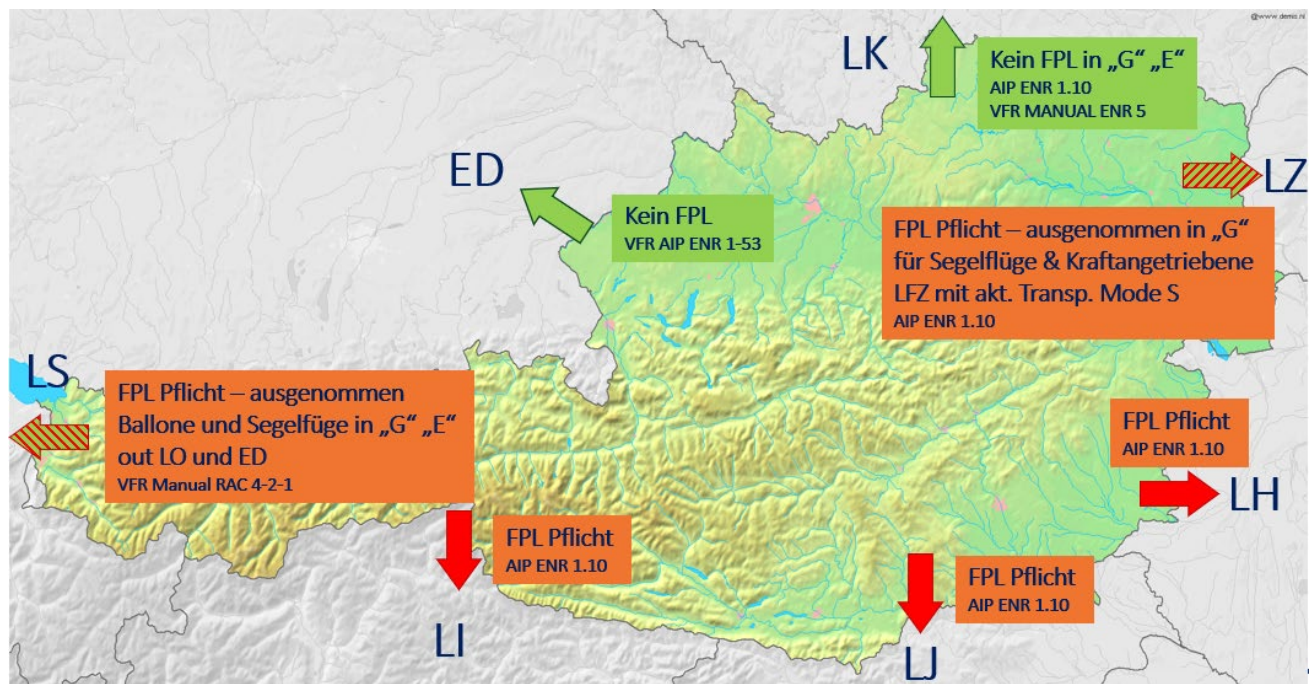 @www.demis.nl
LK
Kein FPL in „G“ „E“
AIP ENR 1.10
VFR MANUAL ENR 5
ED
Kein FPL
VFR AIP ENR 1-53
LZ
FPL Pflicht – ausgenommen in „G“
für Segelflüge & Kraftangetriebene
LFZ mit akt. Transp. Mode S
AIP ENR 1.10
LS
FPL Pflicht – ausgenommen
Ballone und Segelfüge in „G“ „E“
out LO und ED
VFR Manual RAC 4-2-1
FPL Pflicht
AIP ENR 1.10
LH
FPL Pflicht
AIP ENR 1.10
LI
FPL Pflicht
AIP ENR 1.10
LJ